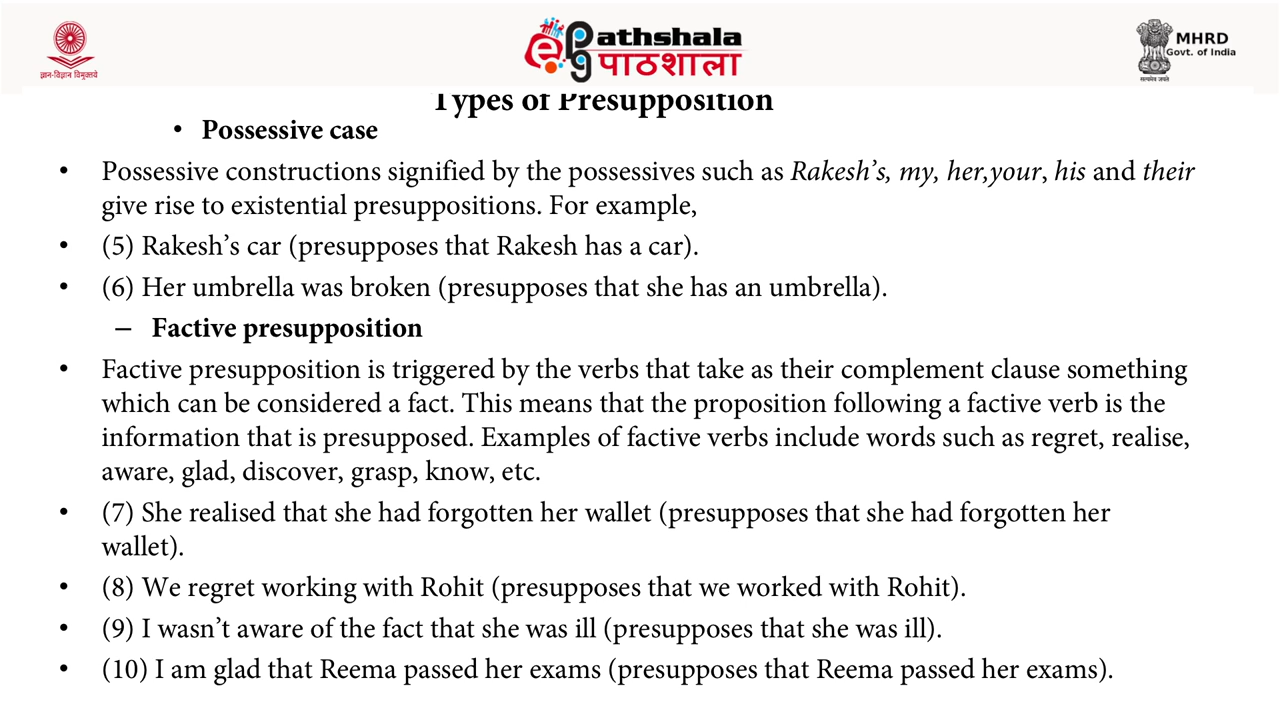 ज्ञान-विज्ञान विमुक्तये
ePg Pathshala
पाठशाला
MHRD
Govt. of India
सत्यमेव जयते
Types of Presupposition
• Possessive case
• Possessive constructions signified by the possessives such as Rakesh’s, my, her,your, his and their
give rise to existential presuppositions. For example,
• (5) Rakesh’s car (presupposes that Rakesh has a car).
• (6) Her umbrella was broken (presupposes that she has an umbrella).
– Factive presupposition
• Factive presupposition is triggered by the verbs that take as their complement clause something
which can be considered a fact. This means that the proposition following a factive verb is the
information that is presupposed. Examples of factive verbs include words such as regret, realise,
aware, glad, discover, grasp, know, etc.
• (7) She realised that she had forgotten her wallet (presupposes that she had forgotten her
wallet).
• (8) We regret working with Rohit (presupposes that we worked with Rohit).
• (9) I wasn’t aware of the fact that she was ill (presupposes that she was ill).
• (10) I am glad that Reema passed her exams (presupposes that Reema passed her exams).